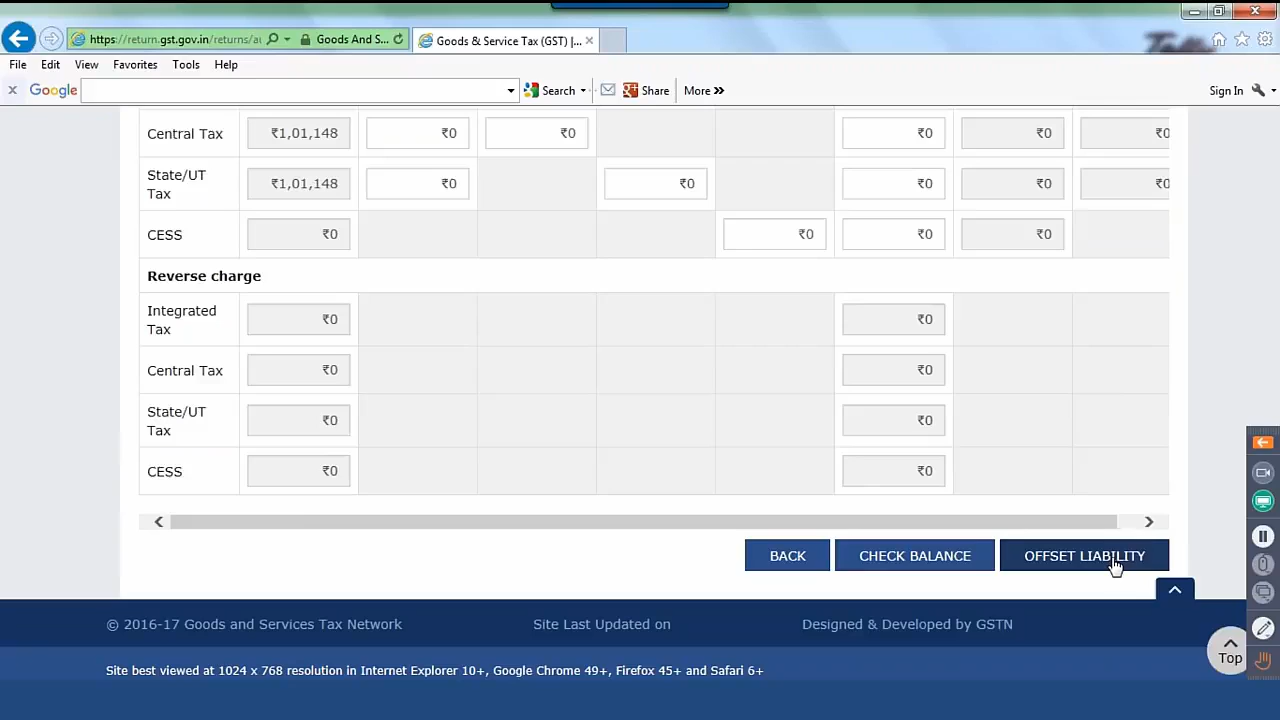 https://return.gst.gov.in/returns/au
Goods And S...
Goods & Service Tax (GST) |...
File Edit View Favorites Tools Help
x Google Search Share More » Sign In
Central Tax ₹1,01,148 ₹0 ₹0 ₹0 ₹0 ₹0
State/UT
Tax
₹1,01,148 ₹0 ₹0 ₹0 ₹0 ₹0
CESS ₹0 ₹0 ₹0 ₹0
Reverse charge
Integrated
Tax
₹0 ₹0
Central Tax ₹0 ₹0
State/UT
Tax
₹0 ₹0
CESS ₹0 ₹0
BACK CHECK BALANCE OFFSET LIABILITY
© 2016-17 Goods and Services Tax Network Site Last Updated on Designed & Developed by GSTN
Top
Site best viewed at 1024 x 768 resolution in Internet Explorer 10+, Google Chrome 49+, Firefox 45+ and Safari 6+